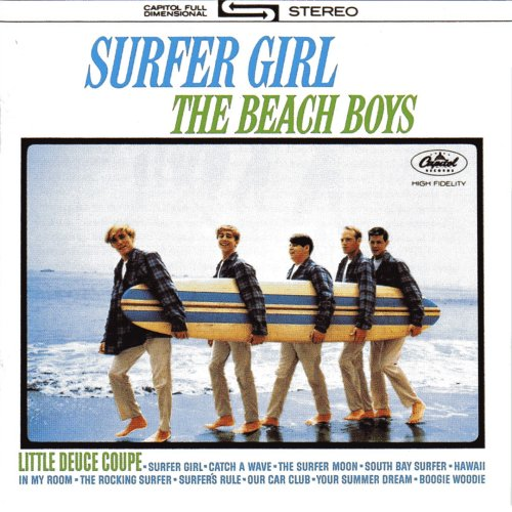 CAPITOL FULL DIMENSIONAL STEREO
SURFER GIRL
THE BEACH BOYS
Capitol
RECORDS
HIGH FIDELITY
LITTLE DEUCE COUPE • SURFER GIRL • CATCH A WAVE • THE SURFER MOON • SOUTH BAY SURFER • HAWAII
IN MY ROOM • THE ROCKING SURFER • SURFER'S RULE • OUR CAR CLUB • YOUR SUMMER DREAM • BOOGIE WOODIE